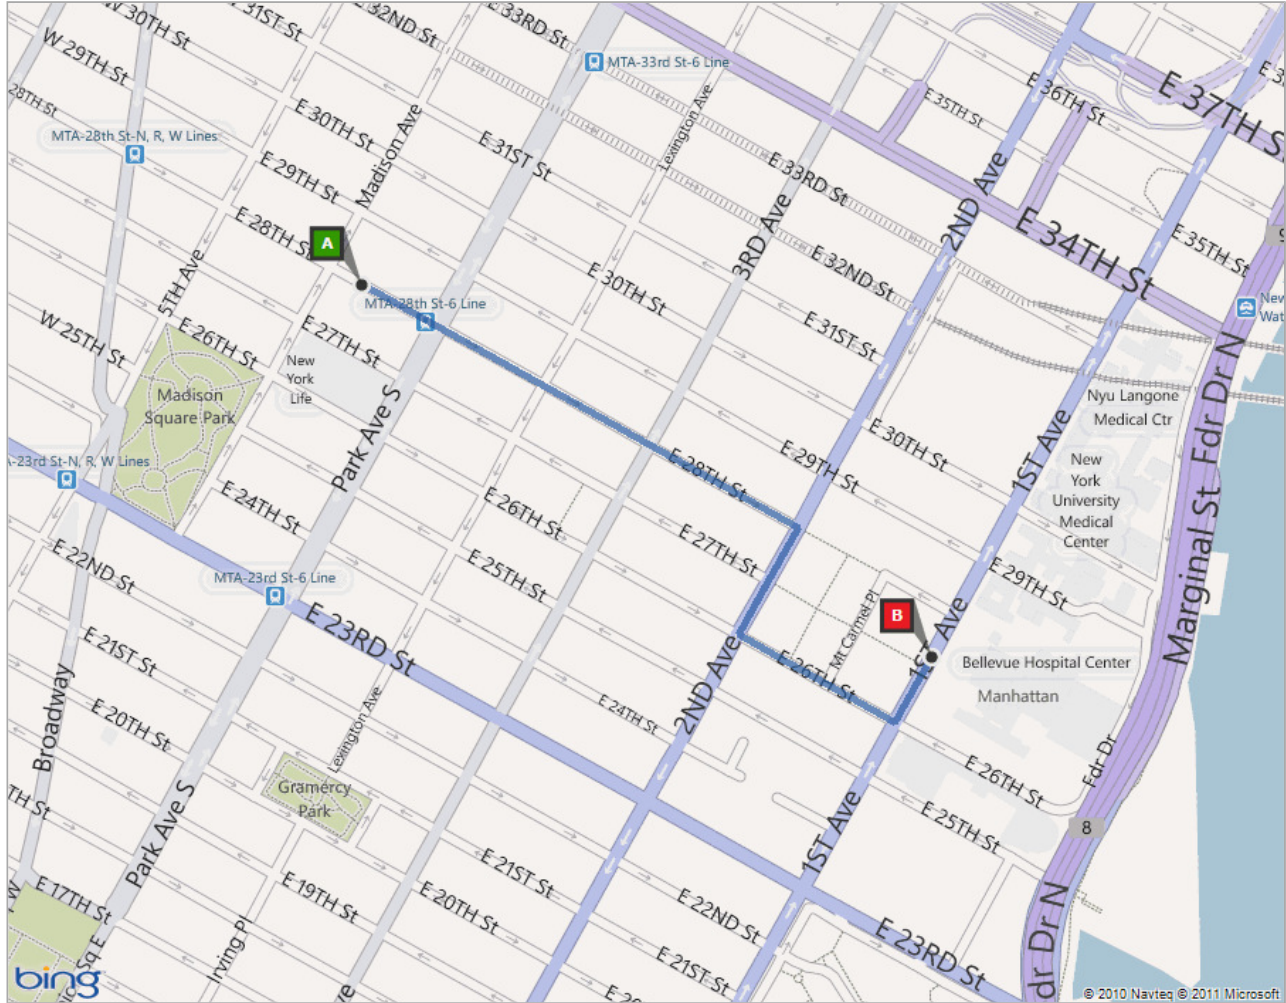 W 30TH St
31ST St
E 32ND St
E 33RD St
W 29TH St
28TH St
MTA-33rd St-6 Line
E 37TH S
E 36TH St
E 35TH St
E 30TH St
MTA-28th St-N, R, W Lines
Madison Ave
Lexington Ave
E 31ST St
E 29TH St
E 33RD St
2ND Ave
E 28TH St
A
3RD Ave
E 34TH St
E 35TH St
5TH Ave
E 32ND St
E 30TH St
MTA-28th St-6 Line
W 25TH St
E 26TH St
E 27TH St
E 31ST St
New
York
Life
Madison
Square Park
Nyu Langone
Medical Ctr
Fdr Dr N
Park Ave S
E 30TH St
1ST Ave
-23rd St-N, R, W Lines
E 28TH St
E 29TH St
New
York
University
Medical
Center
E 24TH St
E 26TH St
Marginal St
E 27TH St
E 22ND St
E 25TH St
MTA-23rd St-6 Line
E 29TH St
E 23RD St
B
Mt Carmel Pl
1ST Ave
E 21ST St
Bellevue Hospital Center
Manhattan
E 26TH St
2ND Ave
Broadway
E 20TH St
Lexington Ave
E 24TH St
Fdr Dr
E 26TH St
Gramercy
Park
TH St
Park Ave S
1ST Ave
E 25TH St
8
E 17TH St
E 19TH St
E 21ST St
E 20TH St
E 22ND St
E 23RD St
dr Dr N
Irving Pl
Sq E
ve
E 21ST St
bing
© 2010 Navteq © 2011 Microsoft